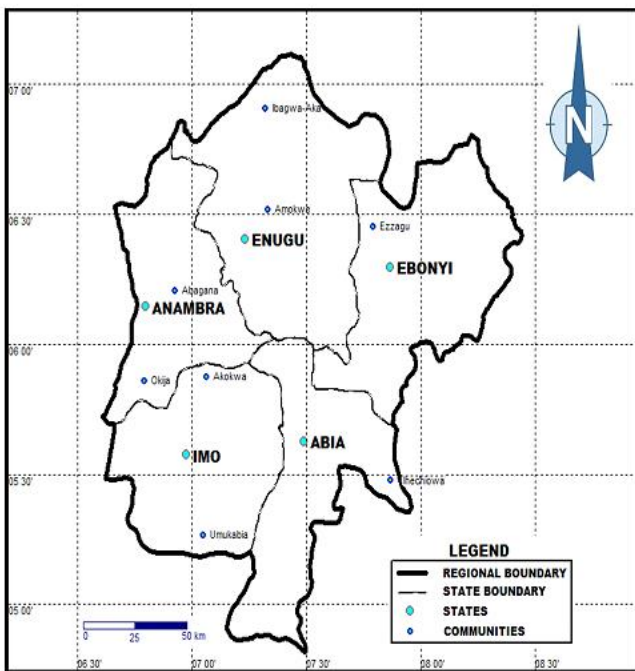 07 00'
Ibagwa-Aka
N
06 30'
Amokwe
Ezzagu
ENUGU
EBONYI
Abagana
ANAMBRA
06 00'
Okija
Akokwa
ABIA
IMO
05 30'
Ihechiowa
Umukabia
LEGEND
REGIONAL BOUNDARY
STATE BOUNDARY
STATES
COMMUNITIES
05 00'
0 25 50 km
06 30' 07 00' 07 30' 08 00' 08 30'